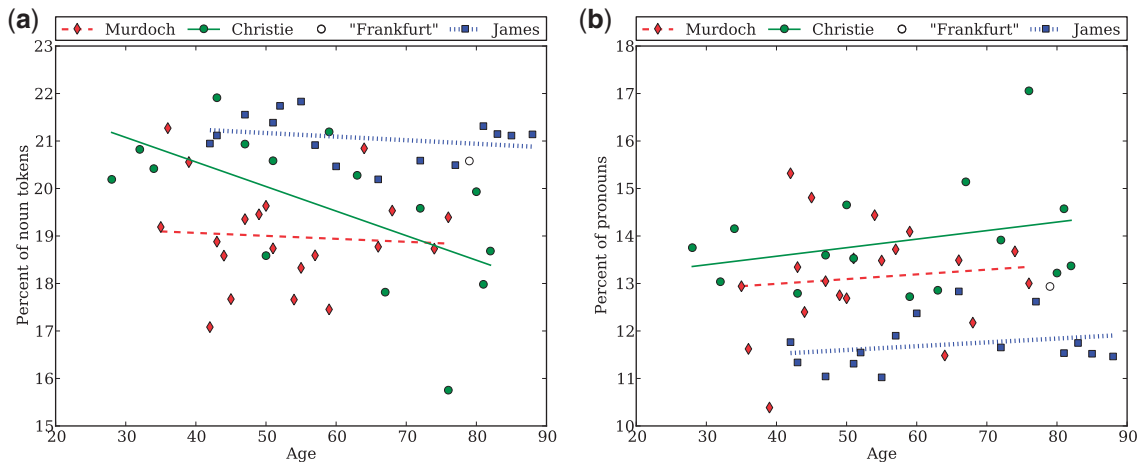 (a)
Murdoch Christie "Frankfurt" James
Percent of noun tokens
23
22
21
20
19
18
17
16
15
20 30 40 50 60 70 80 90
Age
(b)
Murdoch Christie "Frankfurt" James
Percent of pronouns
18
17
16
15
14
13
12
11
10
20 30 40 50 60 70 80 90
Age